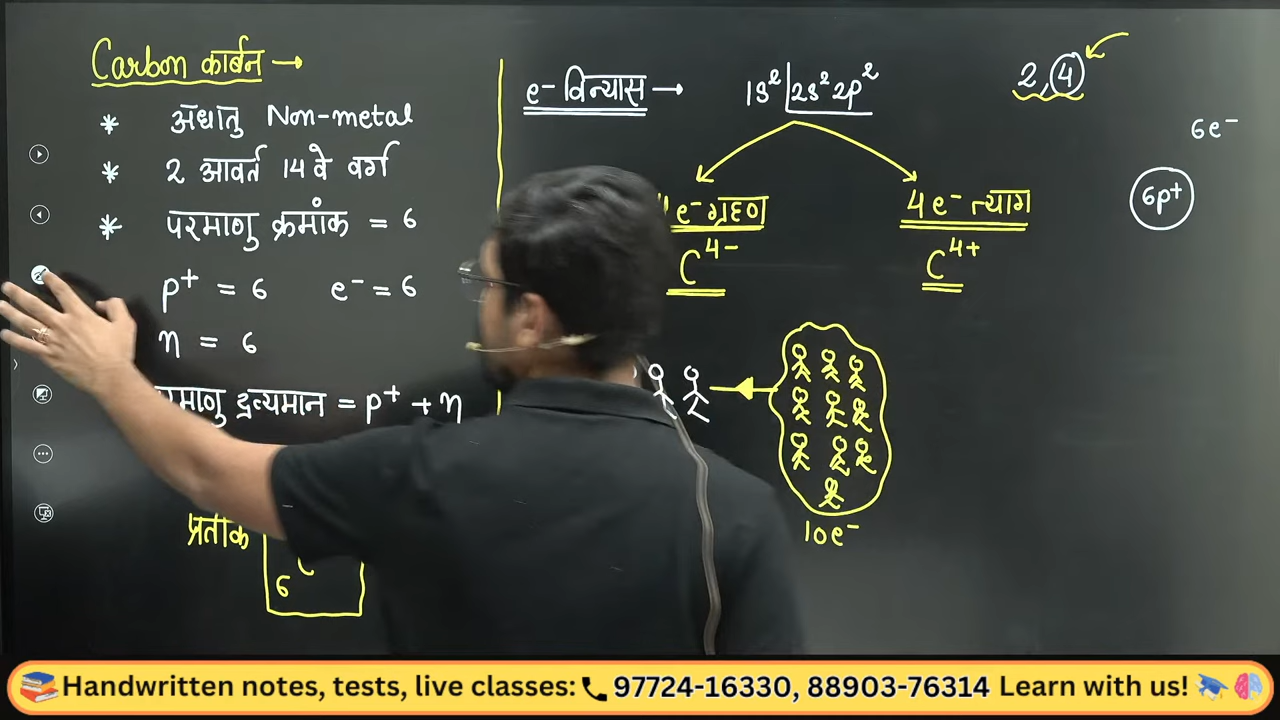 Carbon कार्बन →
* अधातु Non-metal
* 2 आवर्त 14 वे वर्ग
* परमाणु क्रमांक = 6
p⁺ = 6 e⁻ = 6
n = 6
द्रव्यमान = p⁺ + n
प्रतीक
6
e⁻ विन्यास → 1s² 2s² 2p²
2, 4
6e⁻
6p⁺
e⁻ ग्रहण
C⁴⁻
4e⁻ त्याग
C⁴⁺
10e⁻
Handwritten notes, tests, live classes: 97724-16330, 88903-76314 Learn with us!